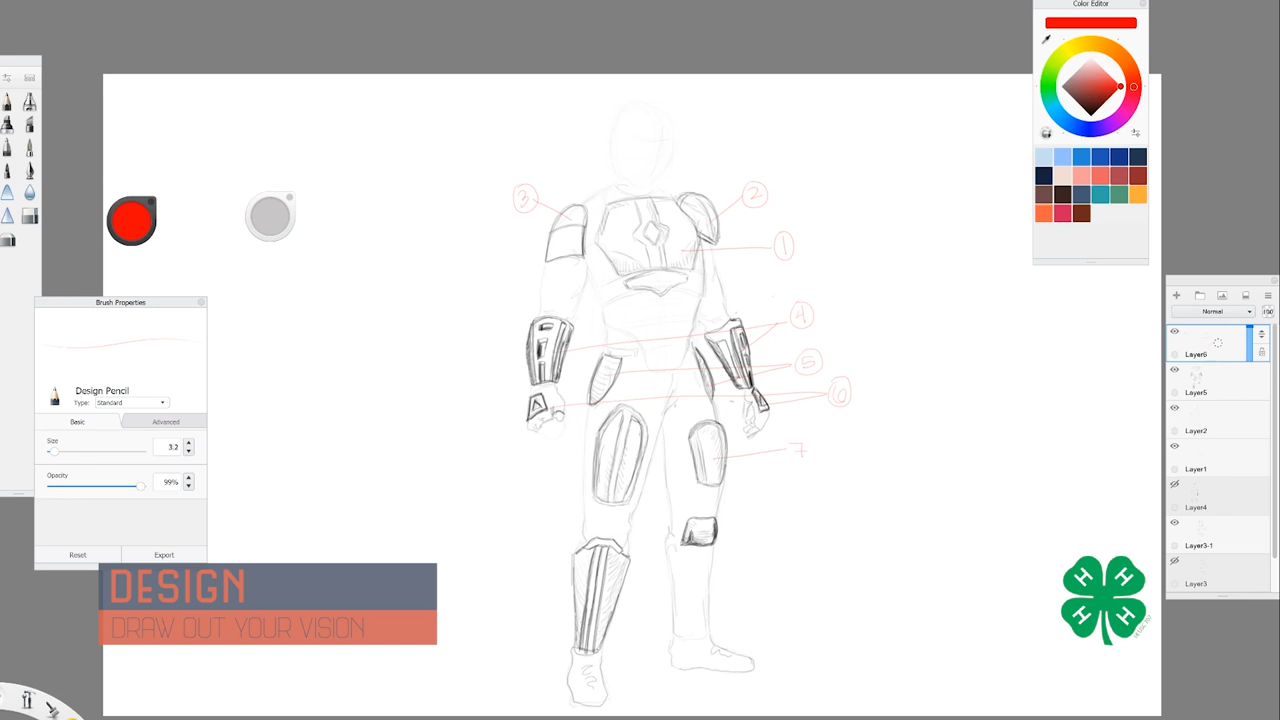 Color Editor
3
2
1
Normal
100
Layer6
4
5
6
7
Layer5
Layer2
Layer1
Layer4
Layer3-1
Layer3
Brush Properties
Design Pencil
Type: Standard
Basic Advanced
Size
3.2
Opacity
99%
Reset Export
DESIGN
DRAW OUT YOUR VISION
H H
H H